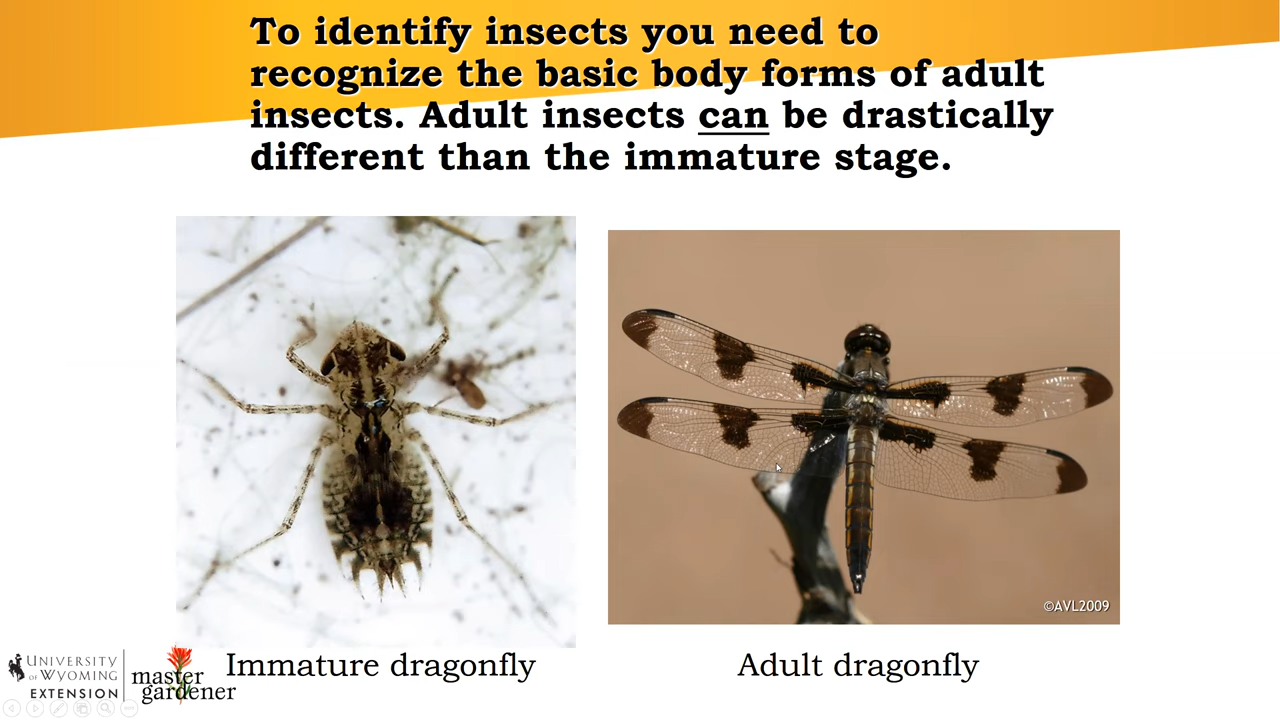 To identify insects you need to
recognize the basic body forms of adult
insects. Adult insects can be drastically
different than the immature stage.
©AVL2009
UNIVERSITY
OF WYOMING
EXTENSION
master
gardener
Immature dragonfly
Adult dragonfly